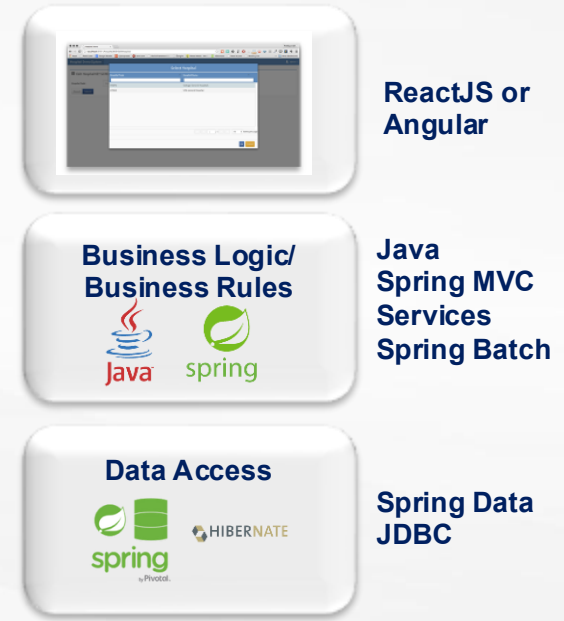 ReactJS or
Angular
Business Logic/
Business Rules
Java
spring
Java
Spring MVC
Services
Spring Batch
Data Access
spring
by Pivotal.
HIBERNATE
Spring Data
JDBC